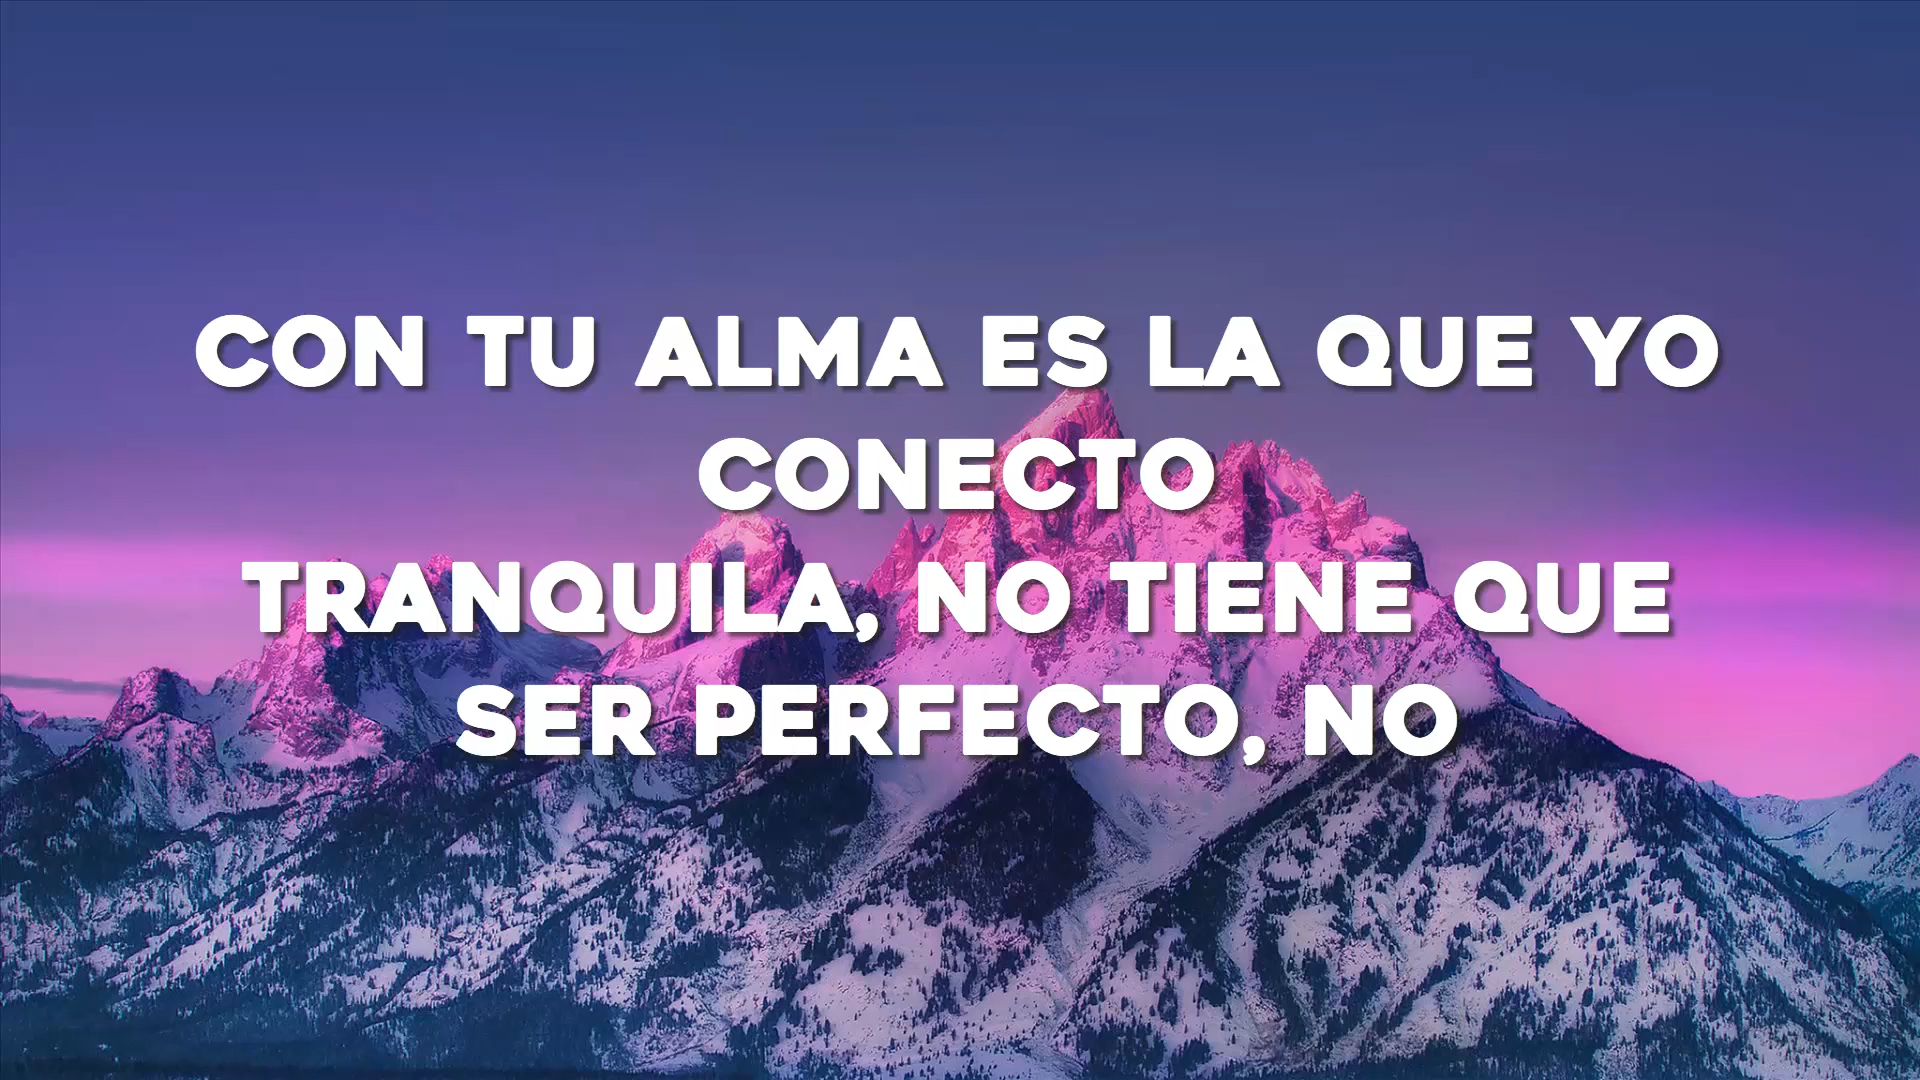 CON TU ALMA ES LA QUE YO
CONECTO
TRANQUILA, NO TIENE QUE
SER PERFECTO, NO